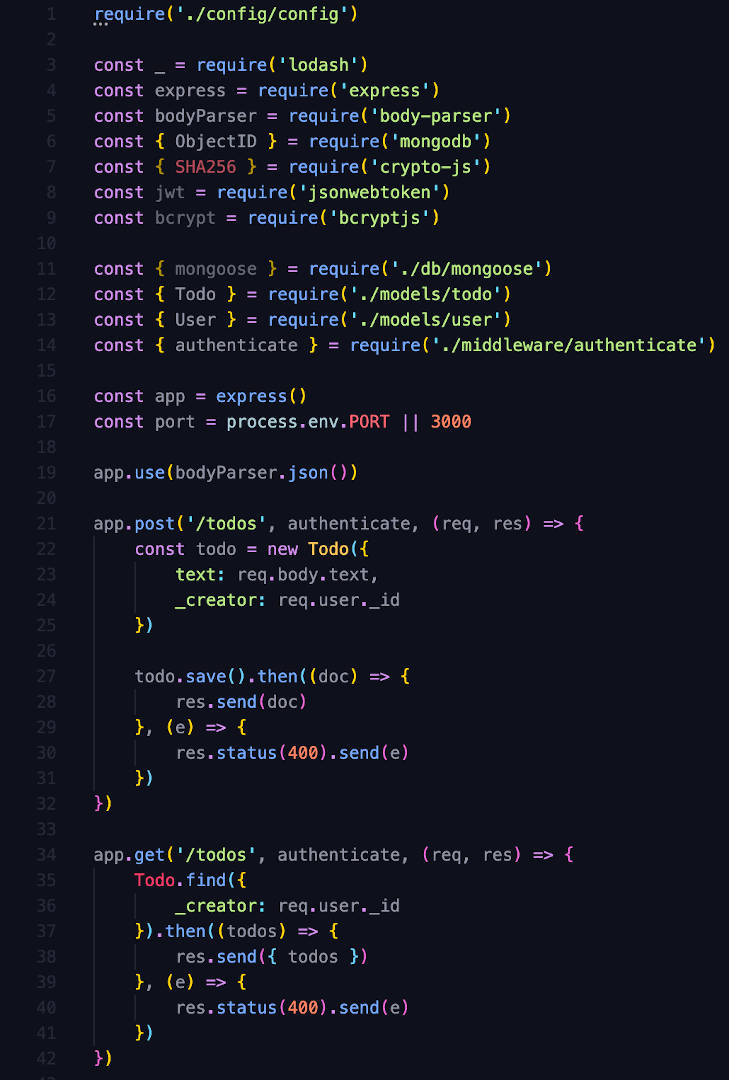 1 require('./config/config')
2
3 const _ = require('lodash')
4 const express = require('express')
5 const bodyParser = require('body-parser')
6 const { ObjectID } = require('mongodb')
7 const { SHA256 } = require('crypto-js')
8 const jwt = require('jsonwebtoken')
9 const bcrypt = require('bcryptjs')
10
11 const { mongoose } = require('./db/mongoose')
12 const { Todo } = require('./models/todo')
13 const { User } = require('./models/user')
14 const { authenticate } = require('./middleware/authenticate')
15
16 const app = express()
17 const port = process.env.PORT || 3000
18
19 app.use(bodyParser.json())
20
21 app.post('/todos', authenticate, (req, res) => {
22     const todo = new Todo({
23         text: req.body.text,
24         _creator: req.user._id
25     })
26
27     todo.save().then((doc) => {
28         res.send(doc)
29     }, (e) => {
30         res.status(400).send(e)
31     })
32 })
33
34 app.get('/todos', authenticate, (req, res) => {
35     Todo.find({
36         _creator: req.user._id
37     }).then((todos) => {
38         res.send({ todos })
39     }, (e) => {
40         res.status(400).send(e)
41     })
42 })